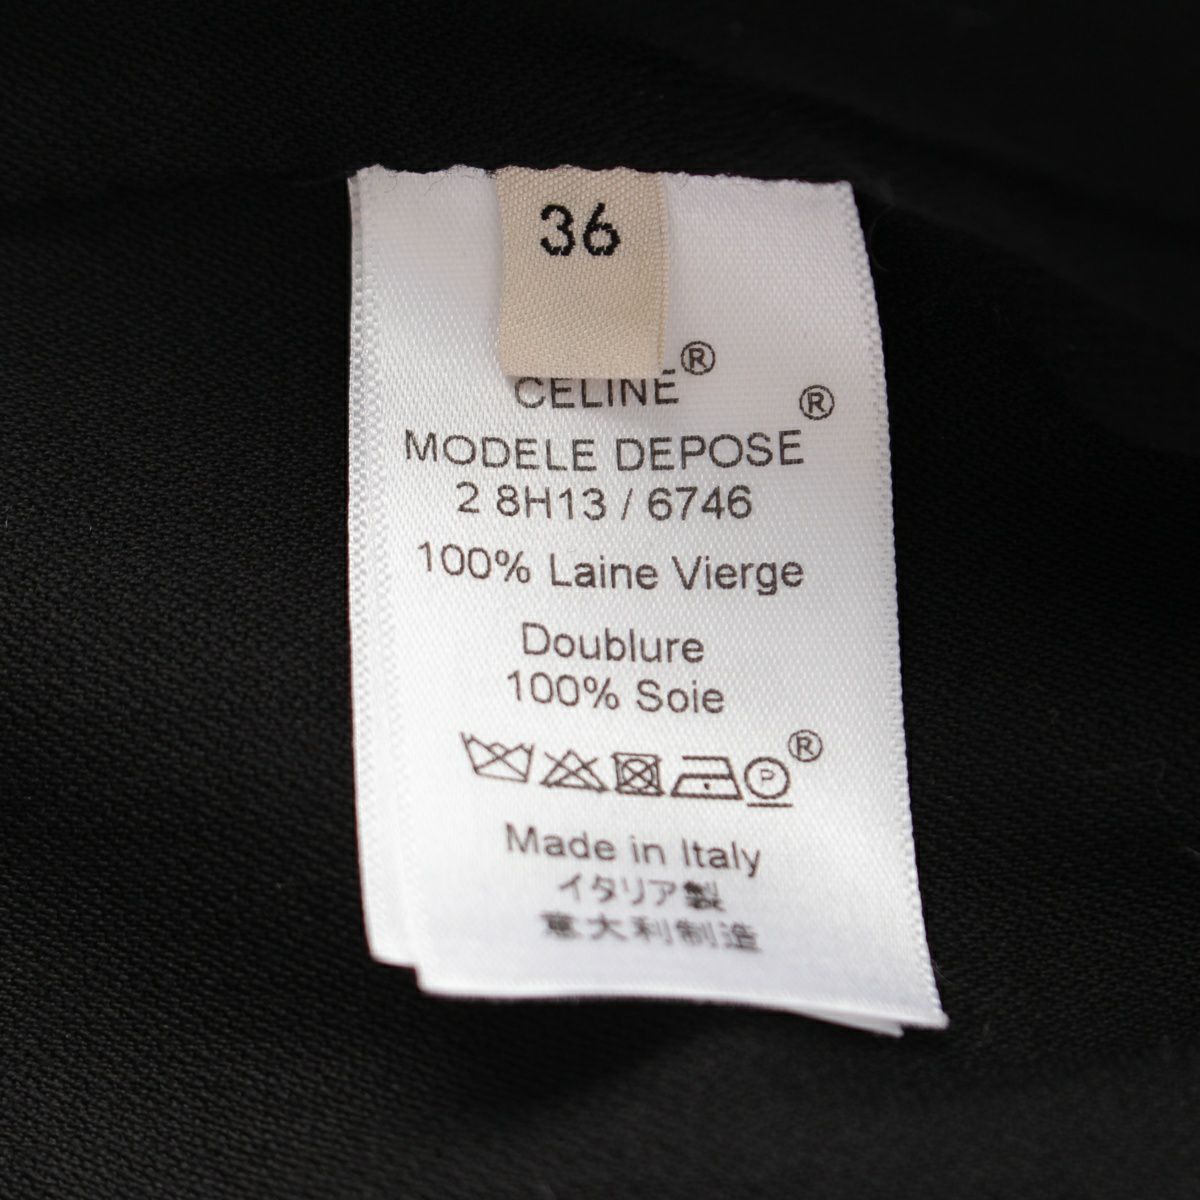 36
CÉLINE®
MODELE DEPOSE®
2 8H13 / 6746
100% Laine Vierge
Doublure
100% Soie
P ®
Made in Italy
イタリア製
意大利制造